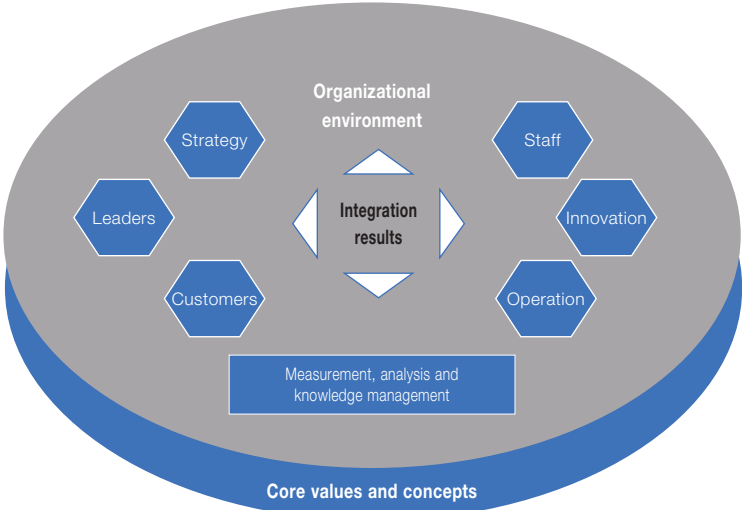 Organizational
environment
Strategy
Staff
Leaders
Integration
results
Innovation
Customers
Operation
Measurement, analysis and
knowledge management
Core values and concepts